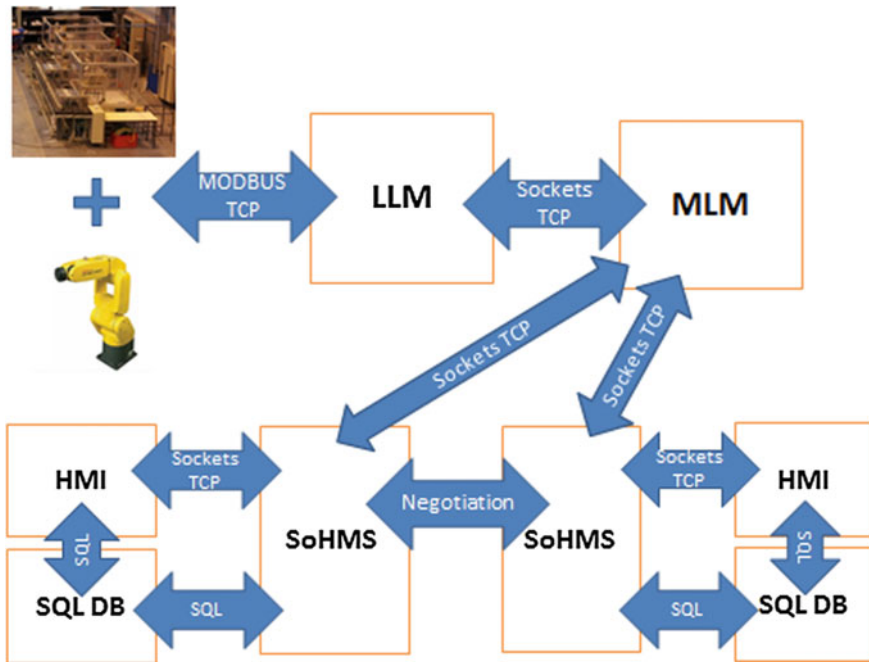 MODBUS
TCP
LLM
Sockets
TCP
MLM
Sockets TCP
Sockets TCP
HMI
Sockets
TCP
SoHMS
Negotiation
SoHMS
Sockets
TCP
HMI
SQL
SQL
SQL DB
SQL
SQL
SQL DB